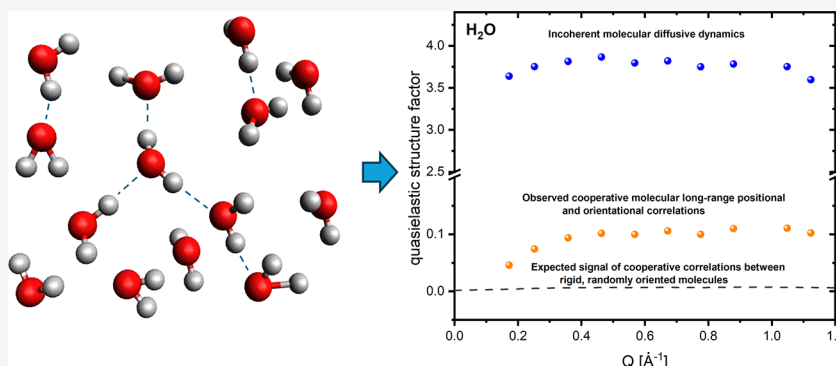 H₂O
Incoherent molecular diffusive dynamics
quasielastic structure factor
4.0
3.5
3.0
2.5
Observed cooperative molecular long-range positional
and orientational correlations
0.1
Expected signal of cooperative correlations between
rigid, randomly oriented molecules
0.0
0.0 0.2 0.4 0.6 0.8 1.0 1.
Q [Å⁻¹]